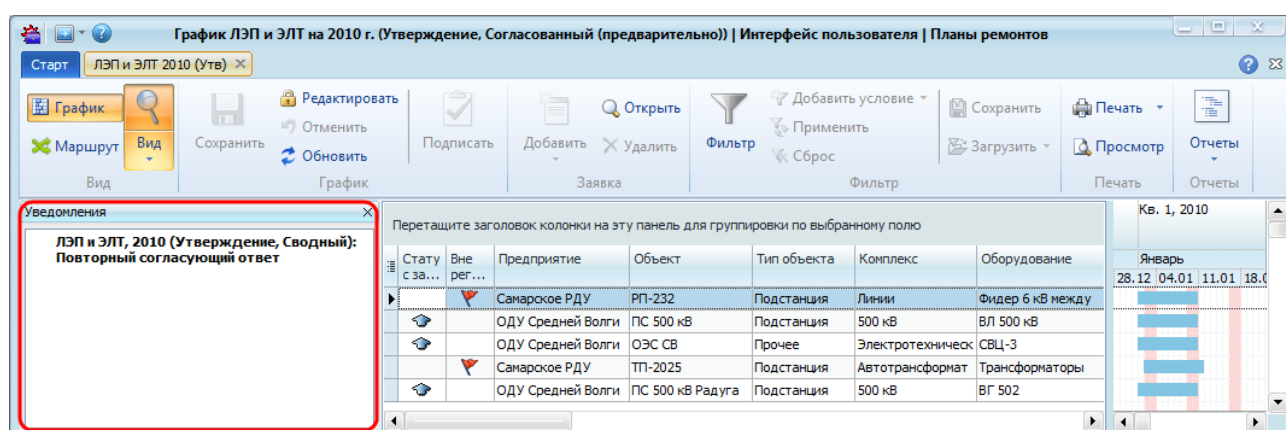 График ЛЭП и ЭЛТ на 2010 г. (Утверждение, Согласованный (предварительно)) | Интерфейс пользователя | Планы ремонтов
Старт ЛЭП и ЭЛТ 2010 (Утв)
График Вид Сохранить Редактировать Подписать Добавить Открыть Фильтр Добавить условие Сохранить Печать Отчеты
Отменить Применить
Маршрут Обновить Удалить Сброс Загрузить Просмотр
Вид График Заявка Фильтр Печать Отчеты
Уведомления
ЛЭП и ЭЛТ, 2010 (Утверждение, Сводный):
Повторный согласующий ответ
Перетащите заголовок колонки на эту панель для группировки по выбранному полю
Кв. 1, 2010
Стату Вне Предприятие Объект Тип объекта Комплекс Оборудование Январь
с за... рег... 28.12 04.01 11.01 18.0
Самарское РДУ РП-232 Подстанция Линии Фидер 6 кВ между
ОДУ Средней Волги ПС 500 кВ Подстанция 500 кВ ВЛ 500 кВ
ОДУ Средней Волги ОЭС СВ Прочее Электротехническ СВЦ-3
Самарское РДУ ТП-2025 Подстанция Автотрансформат Трансформаторы
ОДУ Средней Волги ПС 500 кВ Радуга Подстанция 500 кВ ВГ 502